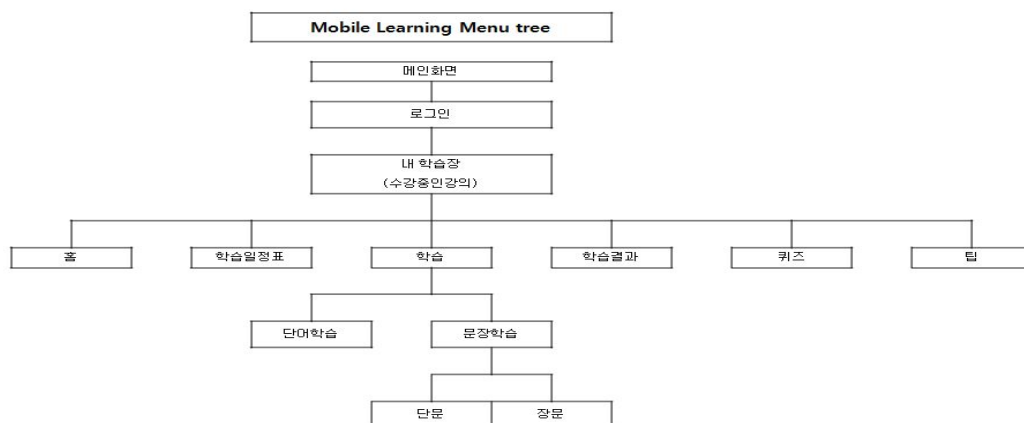 Mobile Learning Menu tree
메인화면
로그인
내 학습장
(수강중인강의)
홈
학습일정표
학습
학습결과
퀴즈
팁
단어학습
문장학습
단문
장문